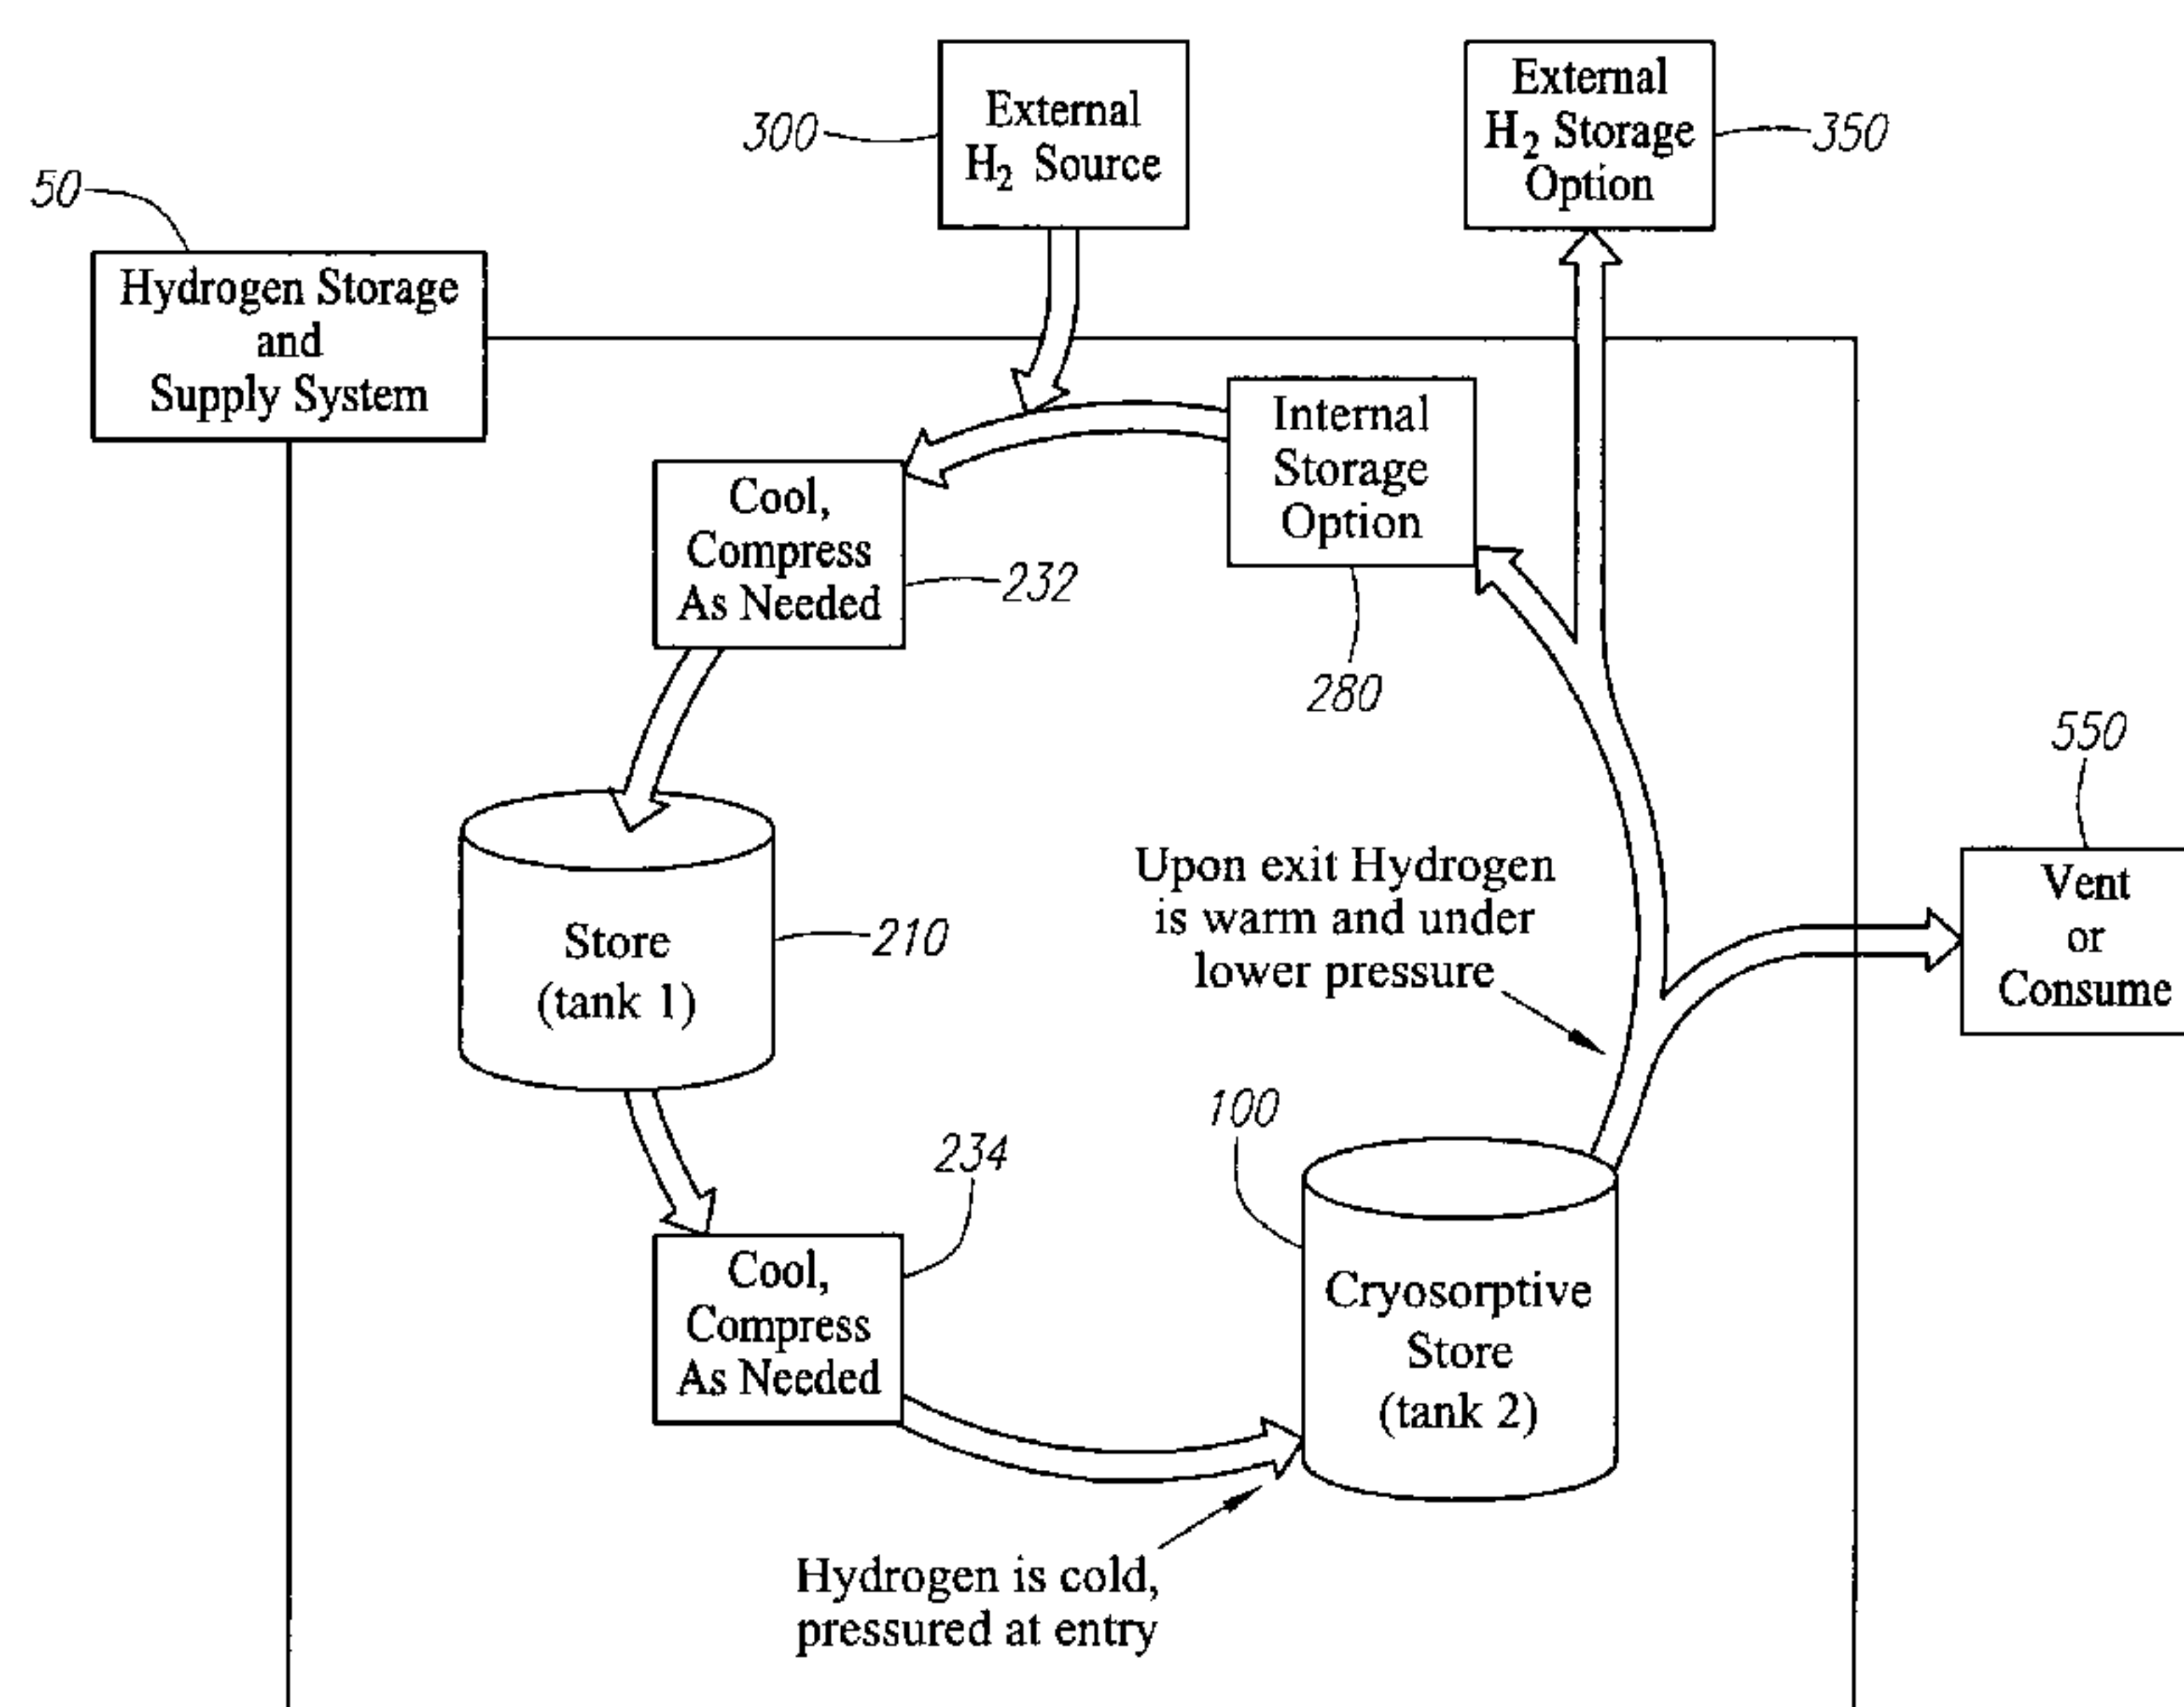 External
H2 Source
300
External
H2 Storage
Option
350
50
Hydrogen Storage
and
Supply System
Internal
Storage
Option
280
Cool,
Compress
As Needed
232
550
Vent
or
Consume
Upon exit Hydrogen
is warm and under
lower pressure
Store
(tank 1)
210
100
234
Cool,
Compress
As Needed
Cryosorptive
Store
(tank 2)
Hydrogen is cold,
pressured at entry